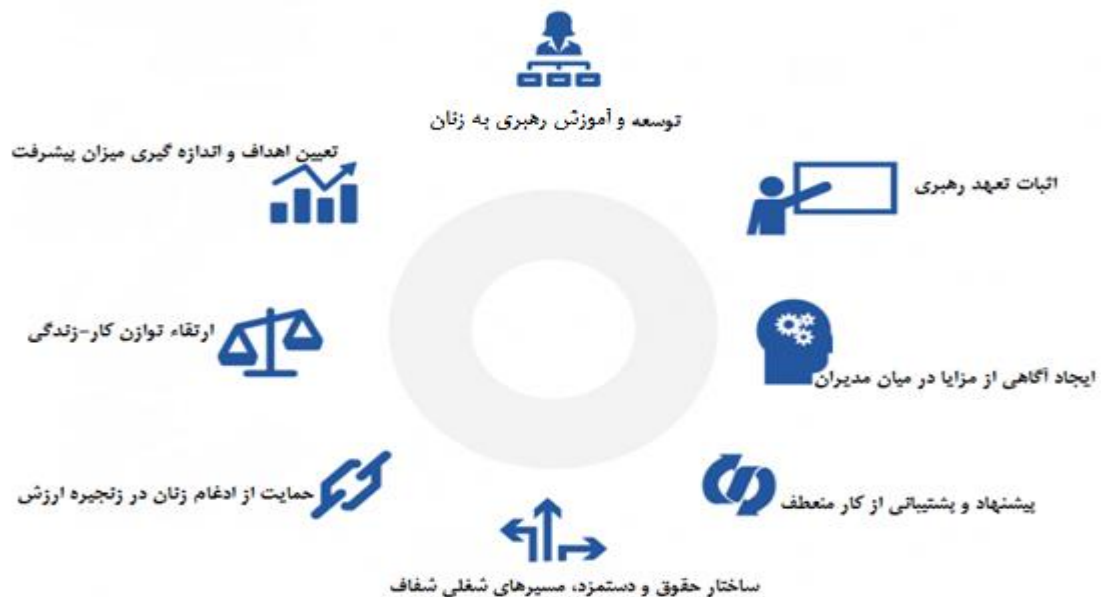 توسعه و آموزش رهبری به زنان
تعیین اهداف و اندازه گیری میزان پیشرفت
اثبات تعهد رهبری
ارتقاء توازن کار-زندگی
ایجاد آگاهی از مزایا در میان مدیران
حمایت از ادغام زنان در زنجیره ارزش
پیشنهاد و پشتیبانی از کار منعطف
ساختار حقوق و دستمزد، مسیرهای شغلی شفاف